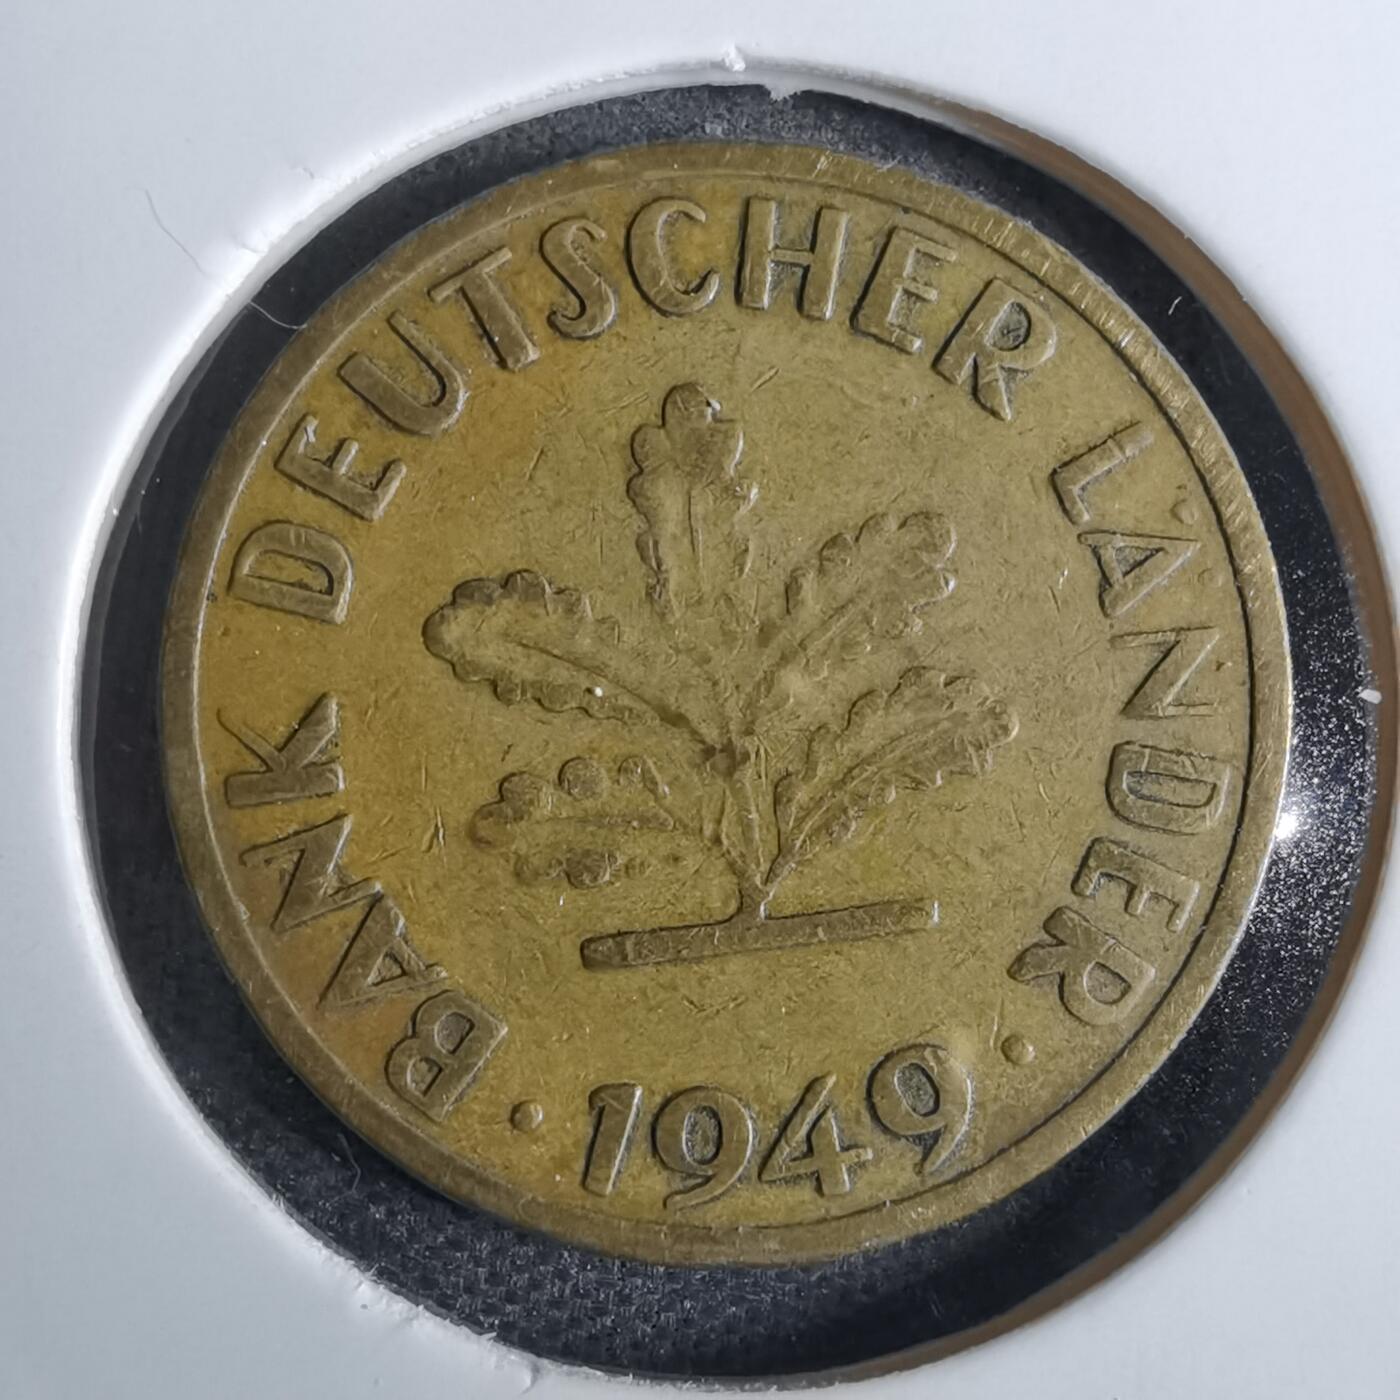 BANK DEUTSCHER LÄNDER
· 1949 ·